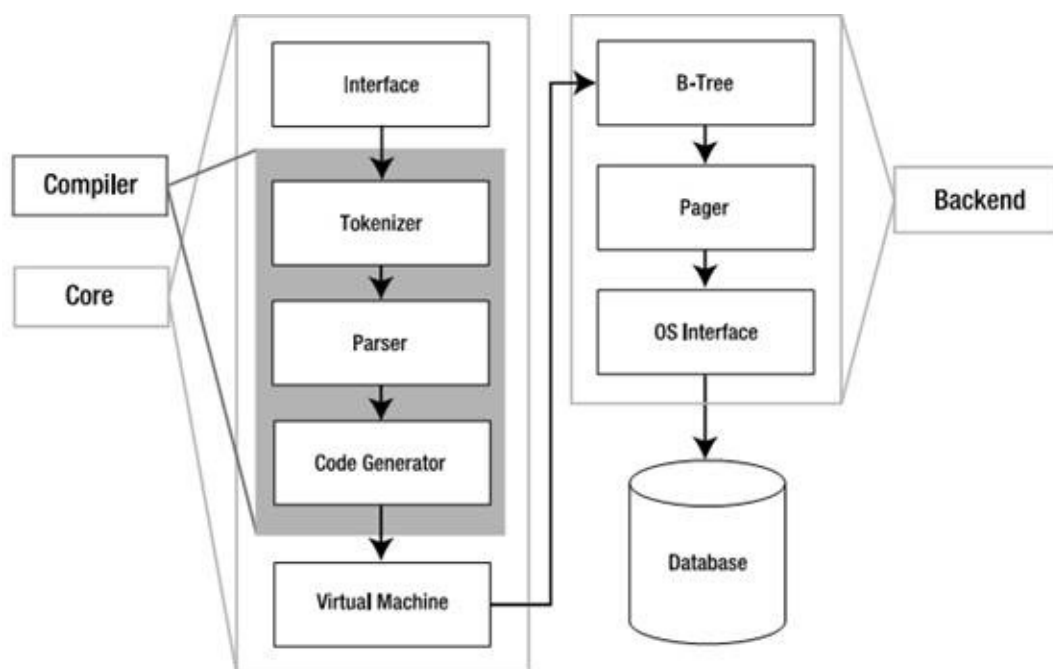 Interface
Compiler
Tokenizer
Core
Parser
Code Generator
Virtual Machine
B-Tree
Pager
Backend
OS Interface
Database